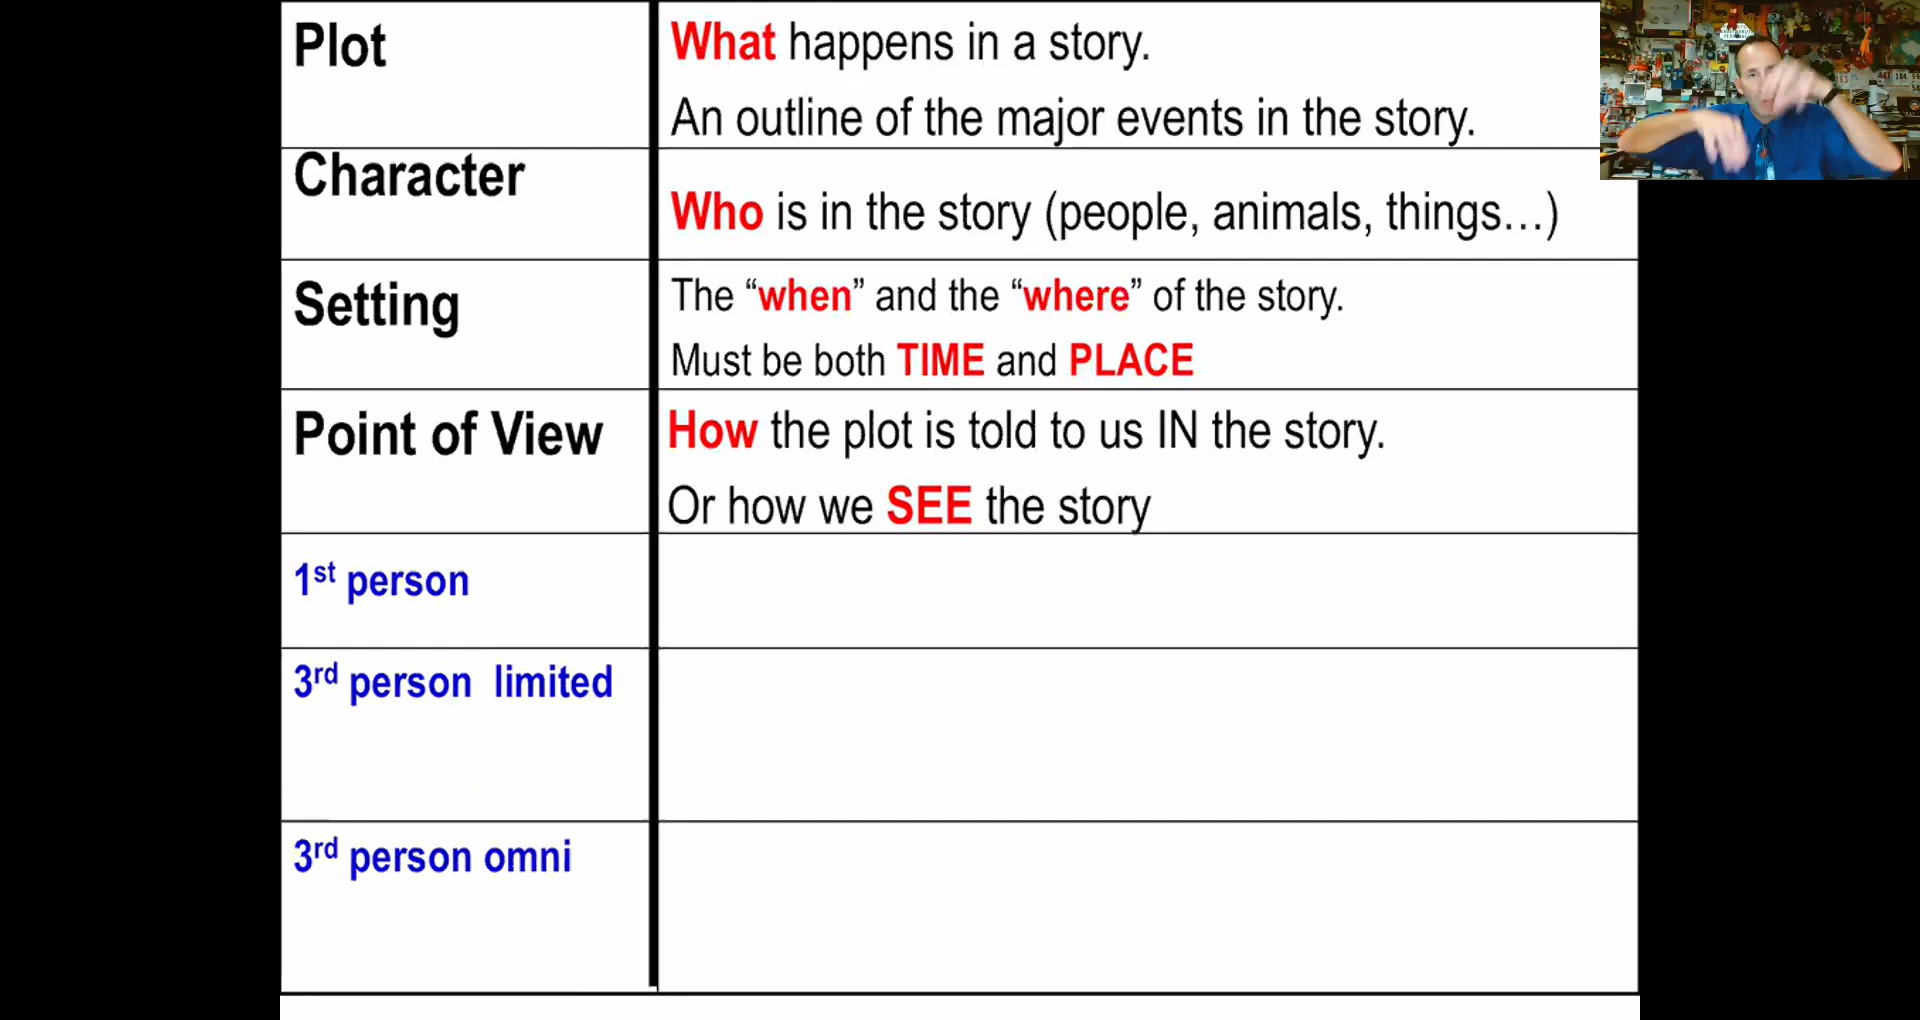 Plot
What happens in a story.
An outline of the major events in the story.
Character
Who is in the story (people, animals, things…)
Setting
The “when” and the “where” of the story.
Must be both TIME and PLACE
Point of View
How the plot is told to us IN the story.
Or how we SEE the story
1st person
3rd person limited
3rd person omni